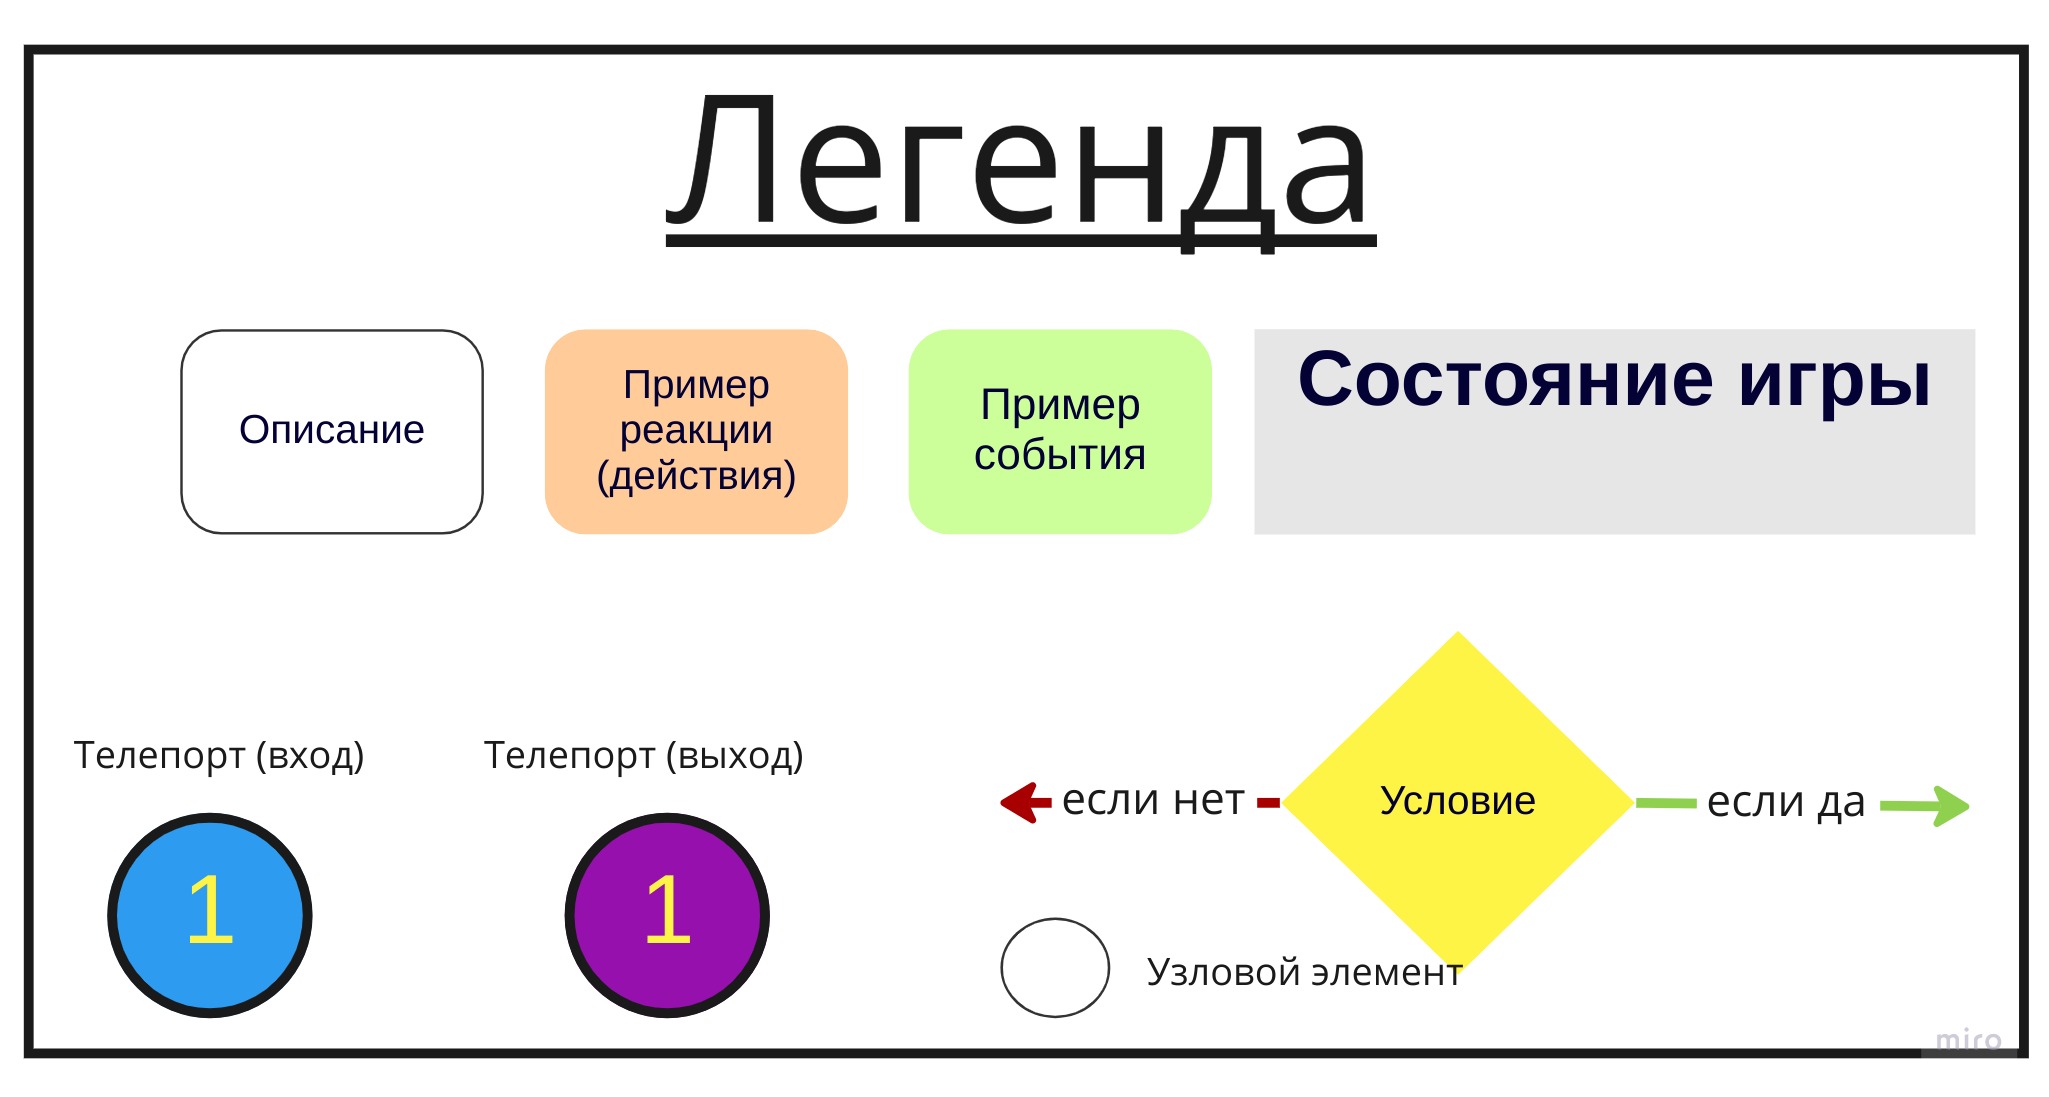 Легенда
Описание
Пример
реакции
(действия)
Пример
события
Состояние игры
Телепорт (вход)
Телепорт (выход)
1
1
если нет
Условие
если да
Узловой элемент
miro